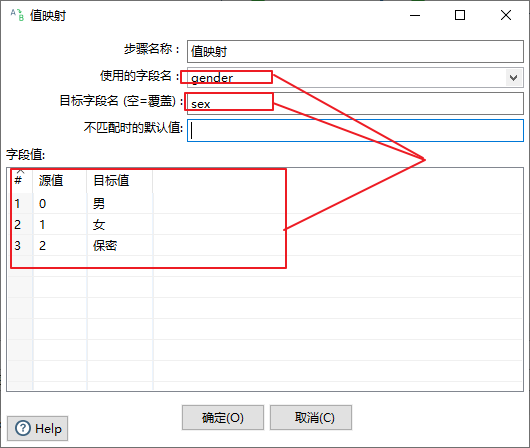 值映射
步骤名称 : 值映射
使用的字段名 : gender
目标字段名 (空=覆盖) : sex
不匹配时的默认值:
字段值:
# 源值 目标值
1 0 男
2 1 女
3 2 保密
确定(O) 取消(C)
Help